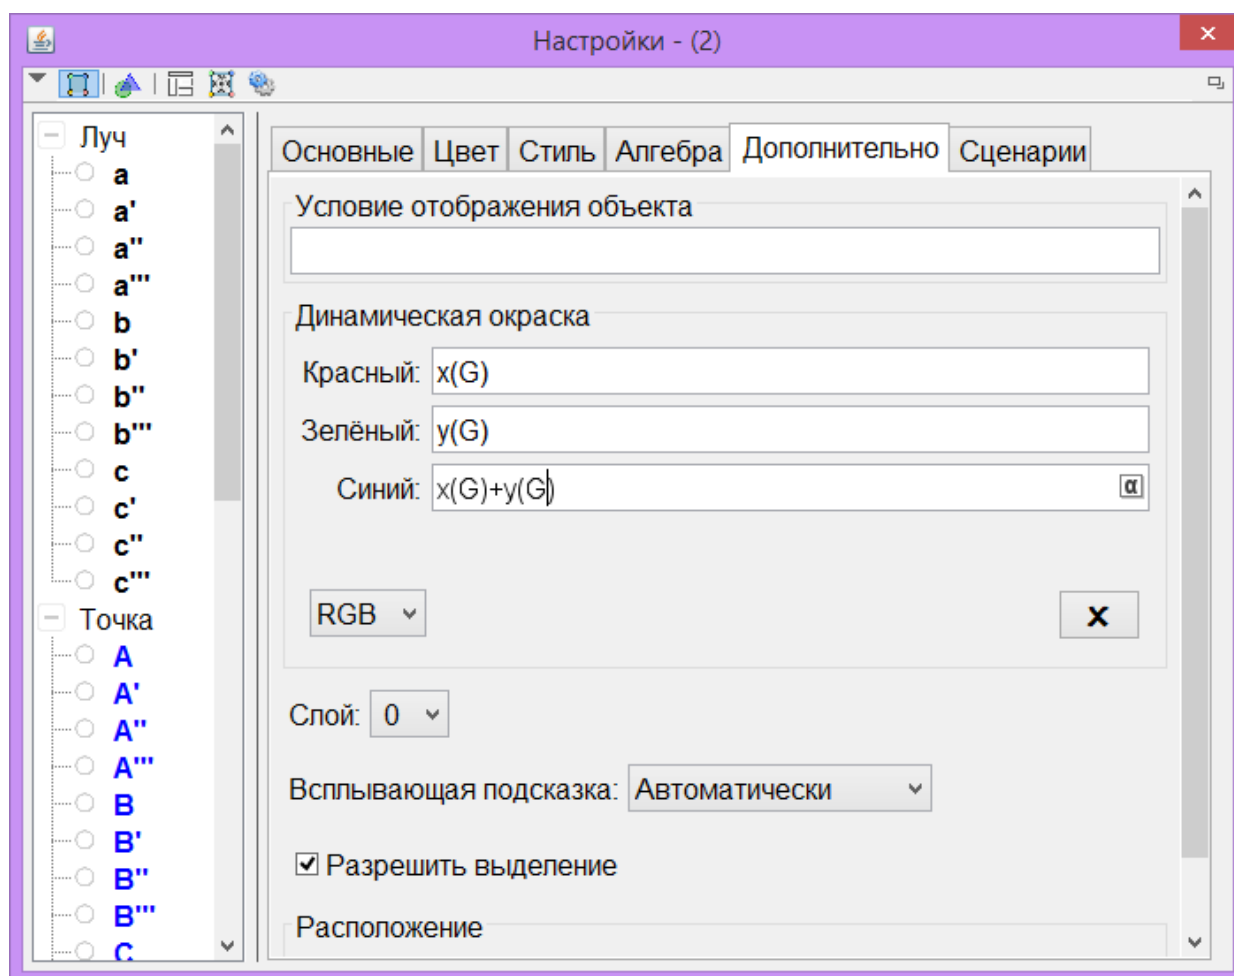 Настройки - (2)
Луч
a
a'
a''
a'''
b
b'
b''
b'''
c
c'
c''
c'''
Точка
A
A'
A''
A'''
B
B'
B''
B'''
C
Основные Цвет Стиль Алгебра Дополнительно Сценарии
Условие отображения объекта
Динамическая окраска
Красный: x(G)
Зелёный: y(G)
Синий: x(G)+y(G) α
RGB x
Слой: 0
Всплывающая подсказка: Автоматически
Разрешить выделение
Расположение